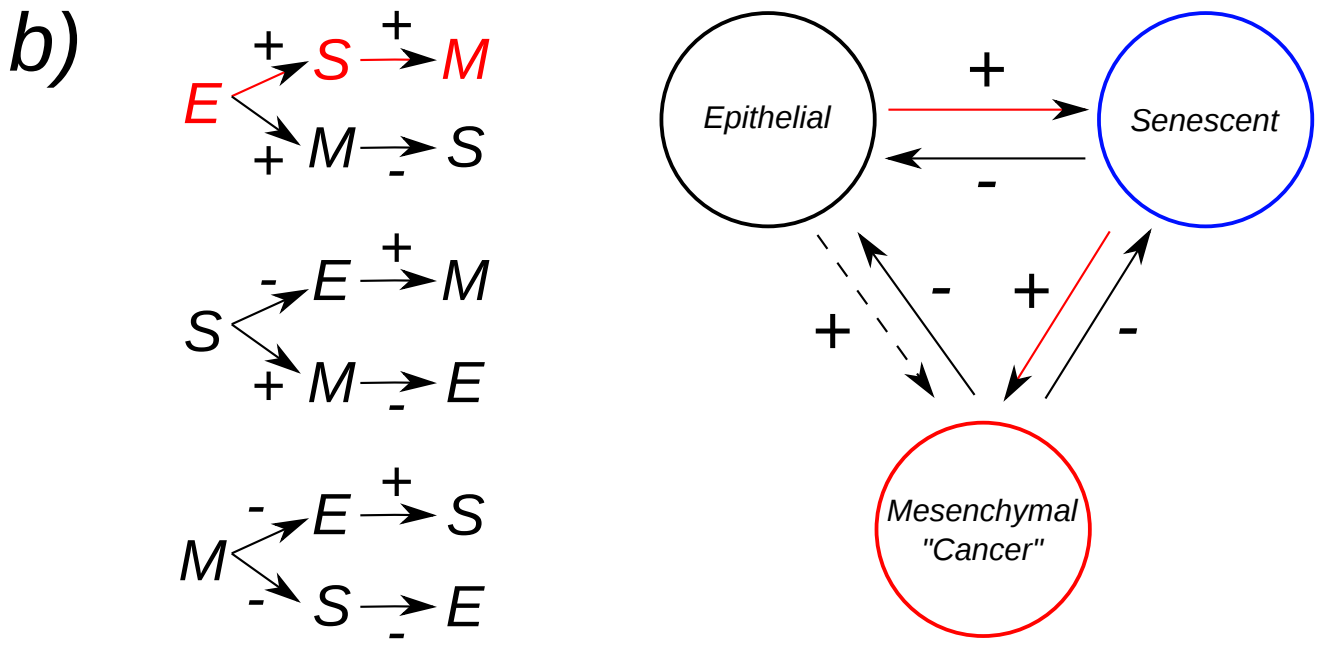 b)
+ +
E S M
+ M - S
- E + M
S
+ M - E
- E + S
M
- S - E
Epithelial
+
-
Senescent
+
-
+
-
Mesenchymal
"Cancer"